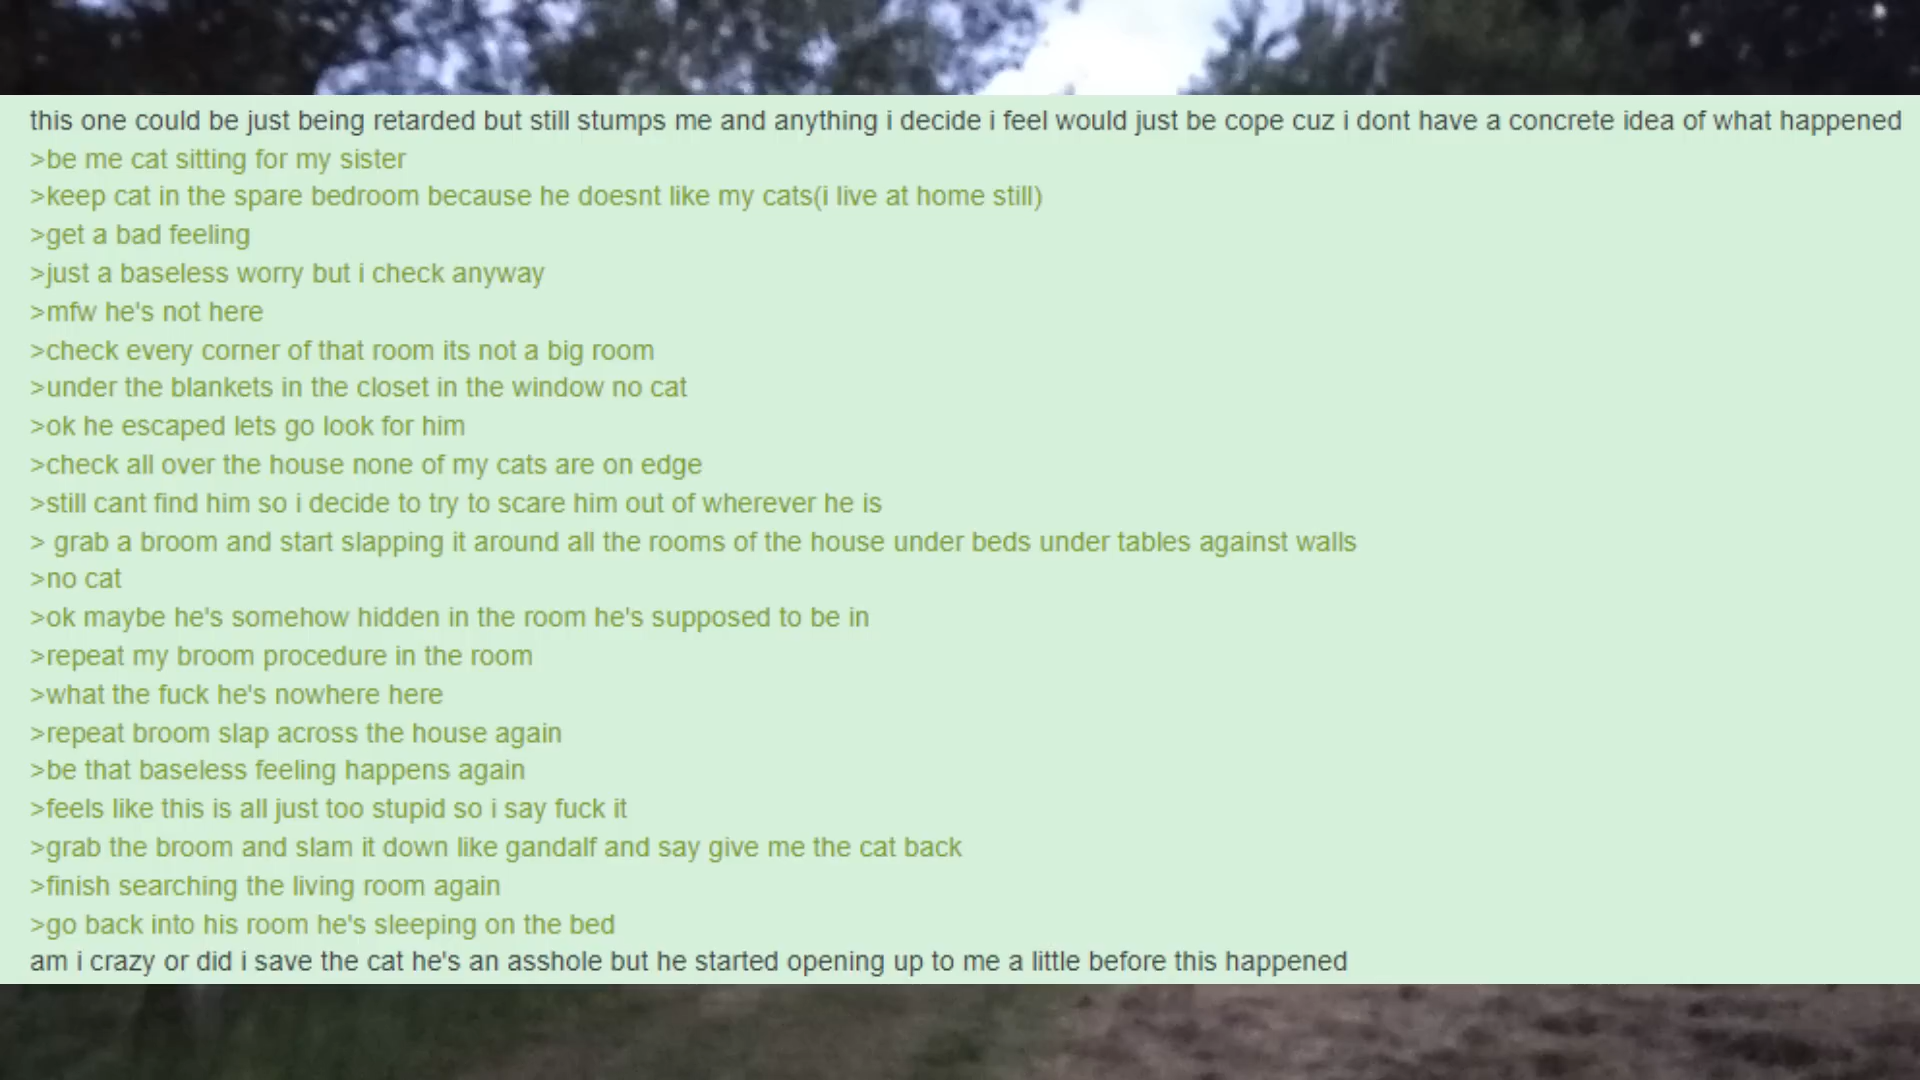 this one could be just being retarded but still stumps me and anything i decide i feel would just be cope cuz i dont have a concrete idea of what happened
>be me cat sitting for my sister
>keep cat in the spare bedroom because he doesnt like my cats(i live at home still)
>get a bad feeling
>just a baseless worry but i check anyway
>mfw he's not here
>check every corner of that room its not a big room
>under the blankets in the closet in the window no cat
>ok he escaped lets go look for him
>check all over the house none of my cats are on edge
>still cant find him so i decide to try to scare him out of wherever he is
> grab a broom and start slapping it around all the rooms of the house under beds under tables against walls
>no cat
>ok maybe he's somehow hidden in the room he's supposed to be in
>repeat my broom procedure in the room
>what the fuck he's nowhere here
>repeat broom slap across the house again
>be that baseless feeling happens again
>feels like this is all just too stupid so i say fuck it
>grab the broom and slam it down like gandalf and say give me the cat back
>finish searching the living room again
>go back into his room he's sleeping on the bed
am i crazy or did i save the cat he's an asshole but he started opening up to me a little before this happened